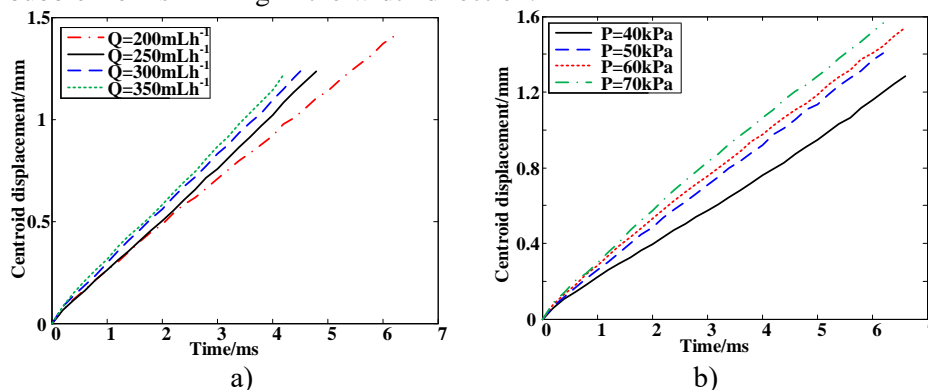 1.5
1
0.5
0
Centroid displacement/mm
Q=200mLh-1
Q=250mLh-1
Q=300mLh-1
Q=350mLh-1
0 1 2 3 4 5 6 7
Time/ms
a)
1.6
1.2
0.8
0.4
0
Centroid displacement/mm
P=40kPa
P=50kPa
P=60kPa
P=70kPa
0 1 2 3 4 5 6 7
Time/ms
b)